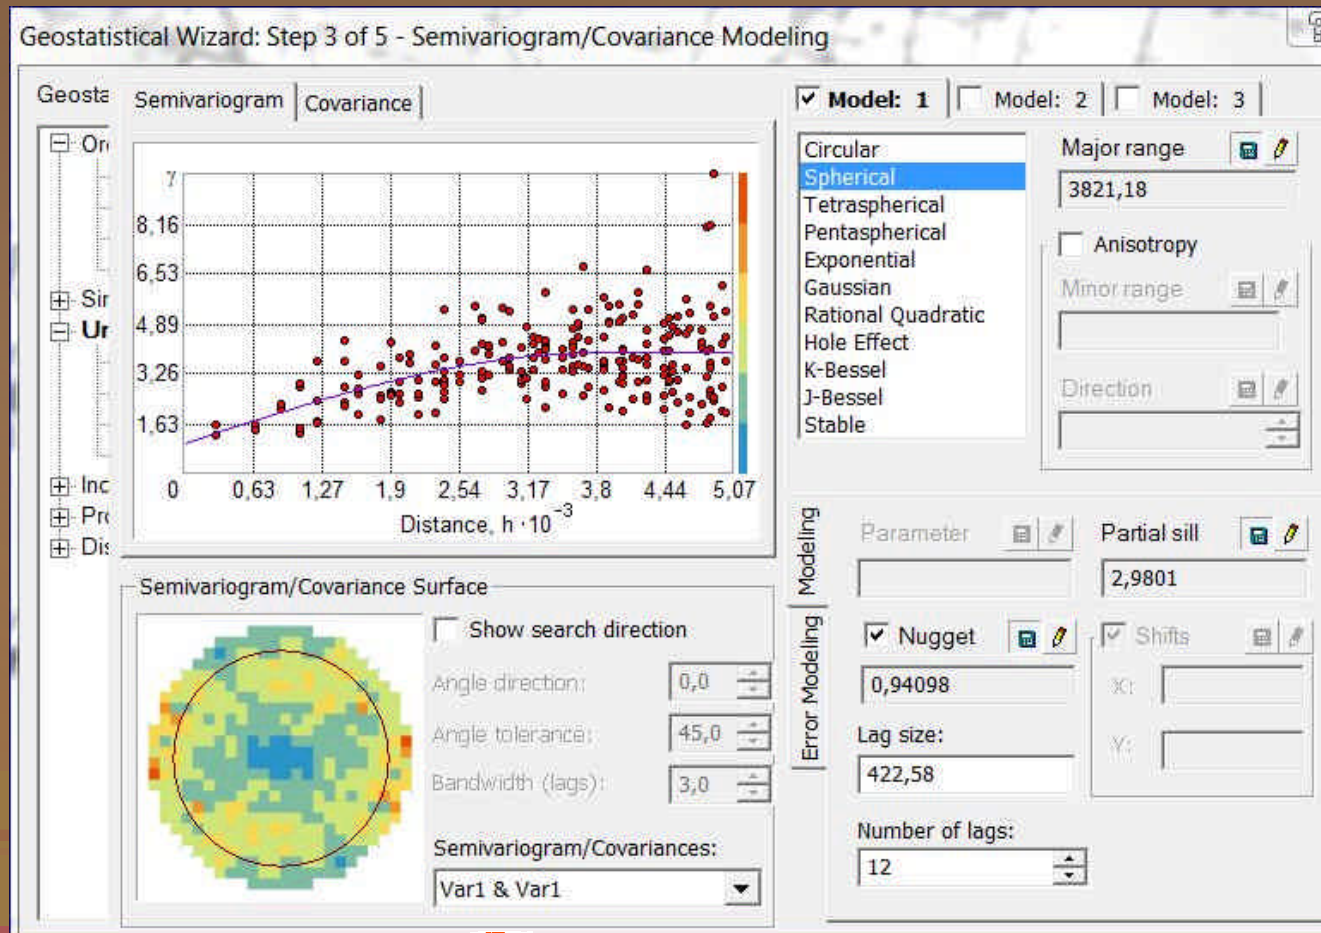 Geostatistical Wizard: Step 3 of 5 - Semivariogram/Covariance Modeling
Geosta
Semivariogram
Covariance
Model: 1
Model: 2
Model: 3
Or
Sir
Ur
Inc
Pro
Dis
7
8,16
6,53
4,89
3,26
1,63
0 0,63 1,27 1,9 2,54 3,17 3,8 4,44 5,07
Distance, h ·10⁻³
Circular
Spherical
Tetraspherical
Pentaspherical
Exponential
Gaussian
Rational Quadratic
Hole Effect
K-Bessel
J-Bessel
Stable
Major range
3821,18
Anisotropy
Minor range
Direction
Semivariogram/Covariance Surface
Show search direction
Angle direction: 0,0
Angle tolerance: 45,0
Bandwidth (lags): 3,0
Semivariogram/Covariances:
Var1 & Var1
Modeling
Error Modeling
Parameter
Partial sill
2,9801
Nugget
0,94098
Shifts
X:
Y:
Lag size:
422,58
Number of lags:
12